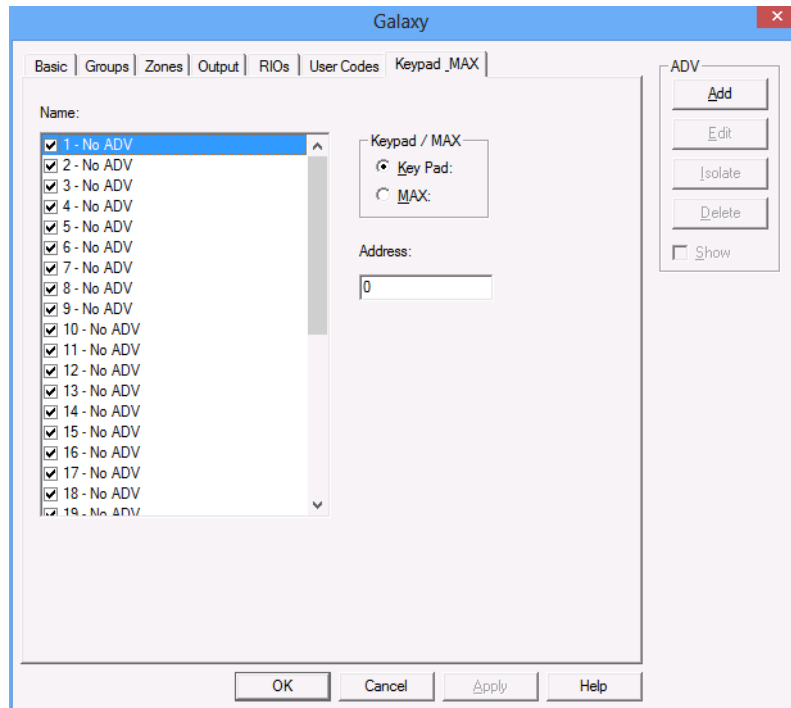 Galaxy
Basic Groups Zones Output RIOs User Codes Keypad _MAX
Name:
1 - No ADV
2 - No ADV
3 - No ADV
4 - No ADV
5 - No ADV
6 - No ADV
7 - No ADV
8 - No ADV
9 - No ADV
10 - No ADV
11 - No ADV
12 - No ADV
13 - No ADV
14 - No ADV
15 - No ADV
16 - No ADV
17 - No ADV
18 - No ADV
19 - No ADV
Keypad / MAX
Key Pad:
MAX:
Address:
0
ADV
Add
Edit
Isolate
Delete
Show
OK Cancel Apply Help